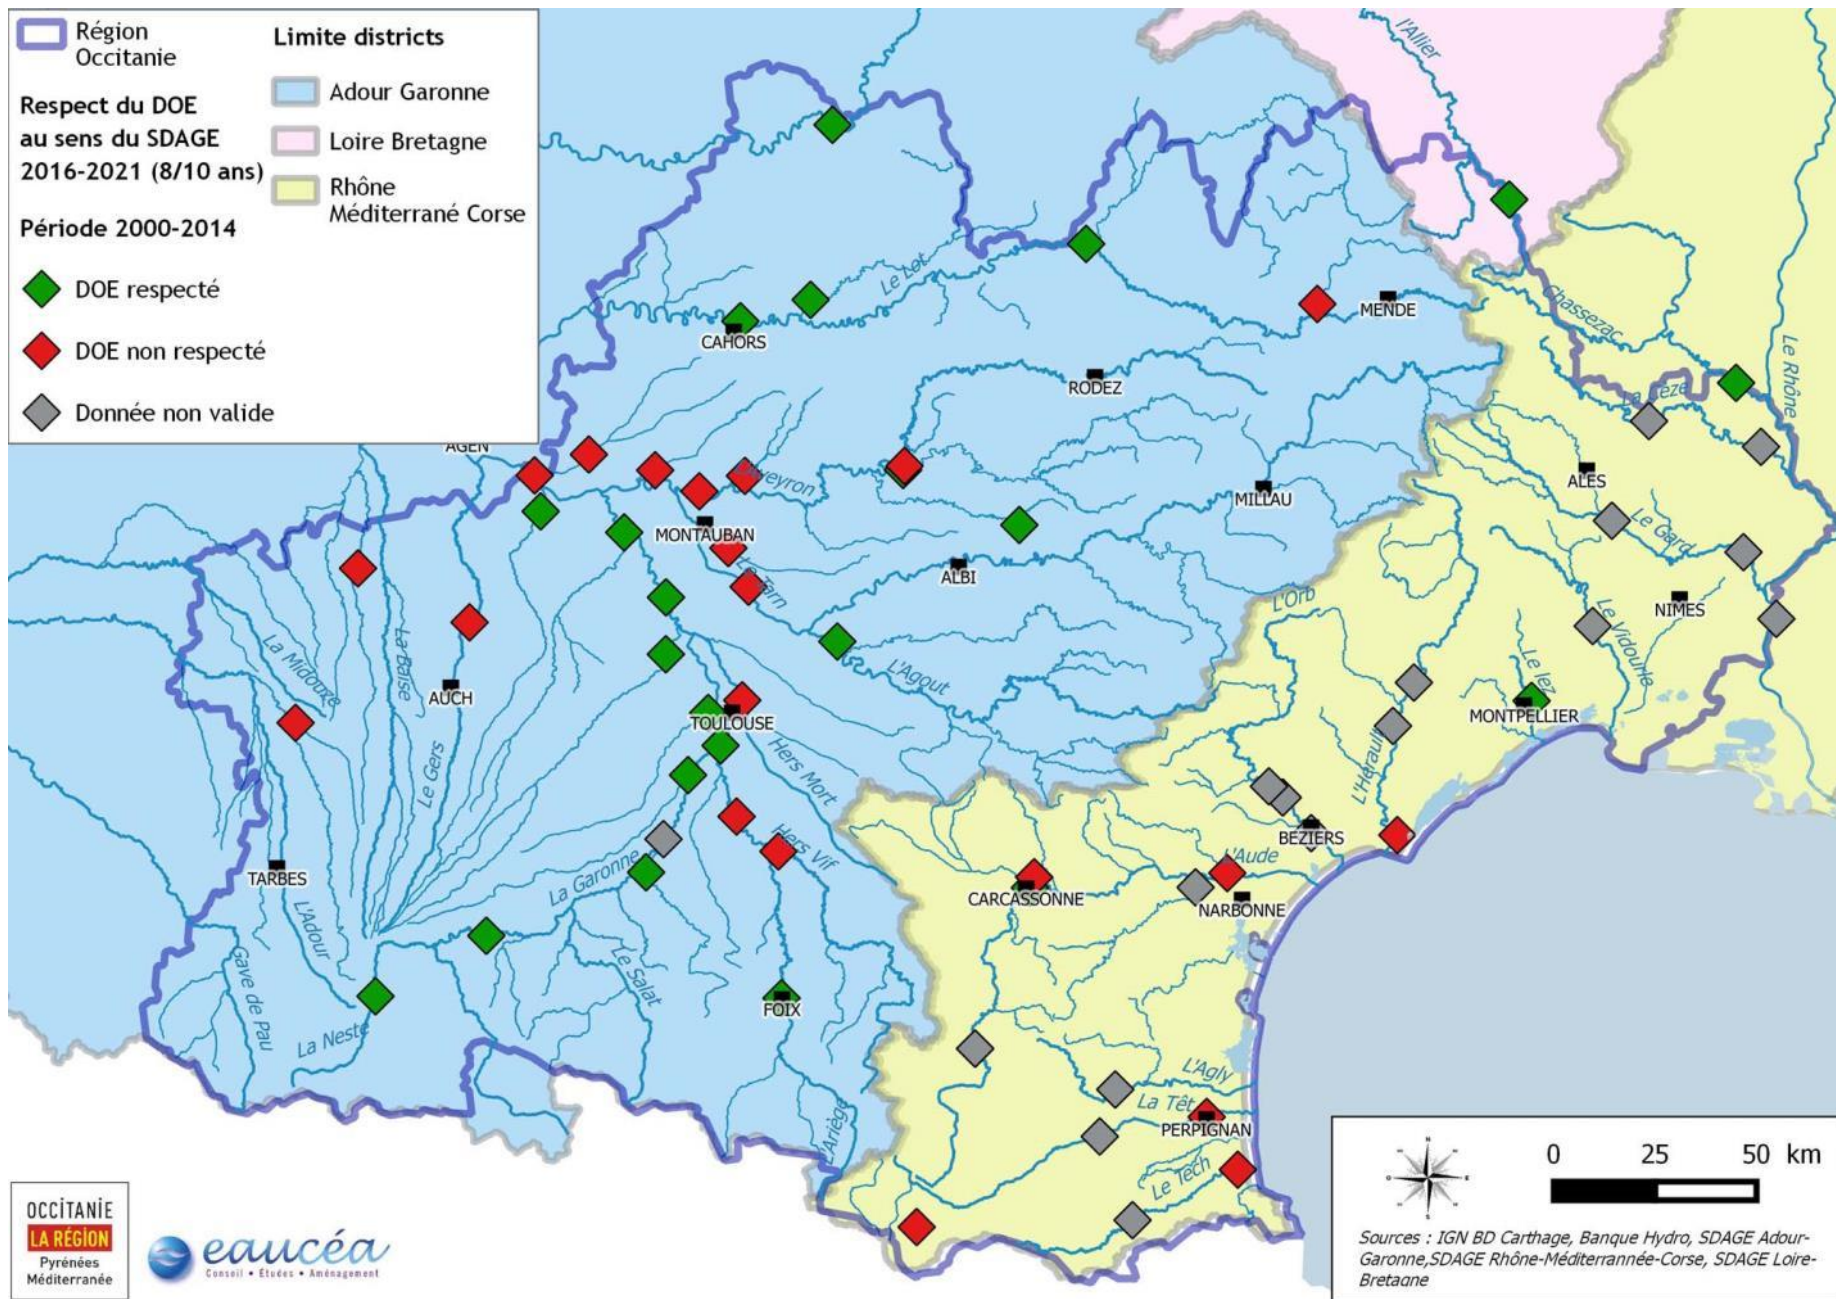 Région
Occitanie
Respect du DOE
au sens du SDAGE
2016-2021 (8/10 ans)
Période 2000-2014
DOE respecté
DOE non respecté
Donnée non valide
Limite districts
Adour Garonne
Loire Bretagne
Rhône
Méditerrané Corse
l'Allier
Le Lot
Chassezac
Le Rhône
MENDE
CAHORS
RODEZ
La Cèze
AGEN
ALES
MILLAU
MONTAUBAN
Le Gard
Le Tarn
ALBI
L'Orb
NIMES
Le Vidourle
La Midouze
La Baïse
L'Agout
Le lez
AUCH
MONTPELLIER
TOULOUSE
Le Gers
Hers Mort
L'Hérault
BEZIERS
Hers Vif
L'Aude
La Garonne
TARBES
CARCASSONNE
NARBONNE
L'Adour
Gave de Pau
Le Salat
FOIX
La Neste
L'Agly
La Têt
PERPIGNAN
L'Ariège
Le Tech
N
S
0 25 50 km
Sources : IGN BD Carthage, Banque Hydro, SDAGE Adour-
Garonne,SDAGE Rhône-Méditerrannée-Corse, SDAGE Loire-
Bretagne
OCCITANIE
LA RÉGION
Pyrénées
Méditerranée
eaucéa
Conseil • Études • Aménagement